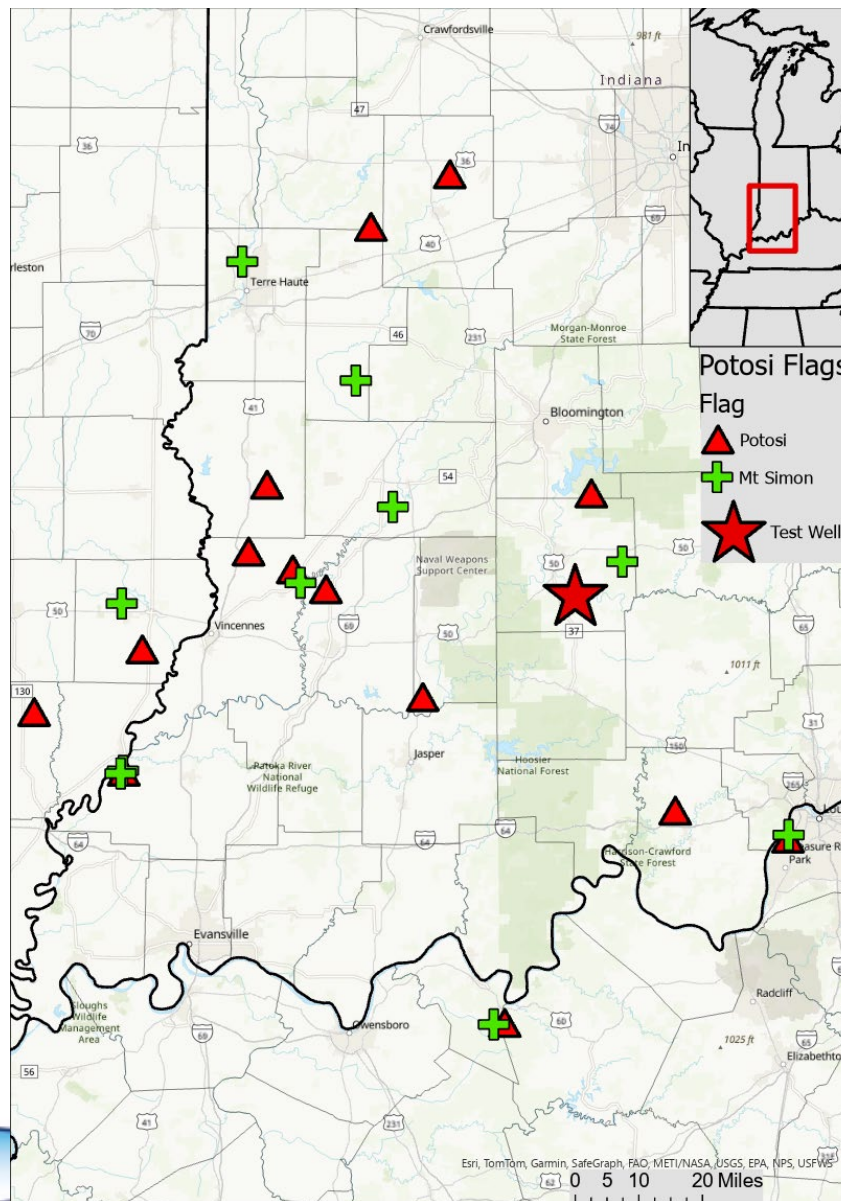 Crawfordsville
981 ft
Indiana
47
74
36
36
In
69
40
rleston
Terre Haute
70
46
231
Morgan-Monroe
State Forest
Potosi Flags
Flag
Potosi
Mt Simon
Test Well
41
Bloomington
54
50
50
Naval Weapons
Support Center
50
Vincennes
69
50
37
65
1011 ft
130
31
Jasper
150
Patoka River
National
Wildlife Refuge
Hoosier
National Forest
265
Lou
64
64
64
Harrison-Crawford
State Forest
easure R
Park
Evansville
Radcliff
Sloughs
Wildlife
Management
Area
69
Owensboro
60
1025 ft
65
Elizabethto
56
41
231
Esri, TomTom, Garmin, SafeGraph, FAO, METI/NASA, USGS, EPA, NPS, USFWS
62
0 5 10 20 Miles